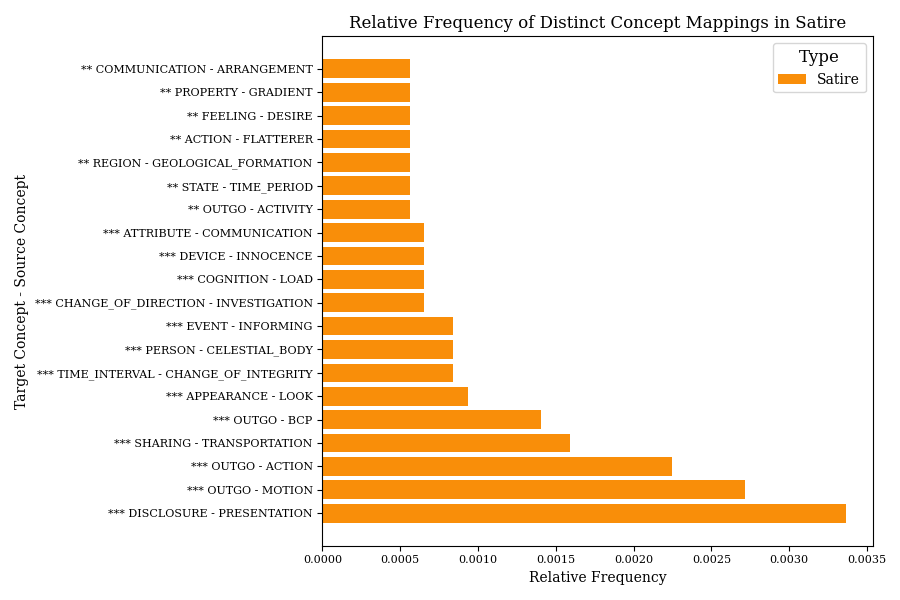 Relative Frequency of Distinct Concept Mappings in Satire
Type
Satire
Target Concept - Source Concept
** COMMUNICATION - ARRANGEMENT
** PROPERTY - GRADIENT
** FEELING - DESIRE
** ACTION - FLATTERER
** REGION - GEOLOGICAL_FORMATION
** STATE - TIME_PERIOD
** OUTGO - ACTIVITY
*** ATTRIBUTE - COMMUNICATION
*** DEVICE - INNOCENCE
*** COGNITION - LOAD
*** CHANGE_OF_DIRECTION - INVESTIGATION
*** EVENT - INFORMING
*** PERSON - CELESTIAL_BODY
*** TIME_INTERVAL - CHANGE_OF_INTEGRITY
*** APPEARANCE - LOOK
*** OUTGO - BCP
*** SHARING - TRANSPORTATION
*** OUTGO - ACTION
*** OUTGO - MOTION
*** DISCLOSURE - PRESENTATION
0.0000 0.0005 0.0010 0.0015 0.0020 0.0025 0.0030 0.0035
Relative Frequency